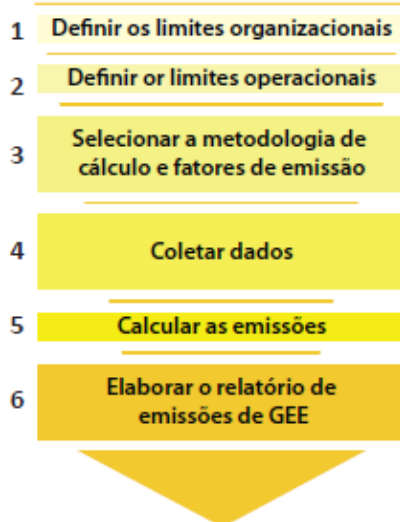 1 Definir os limites organizacionais
2 Definir or limites operacionais
3 Selecionar a metodologia de
cálculo e fatores de emissão
4 Coletar dados
5 Calcular as emissões
6 Elaborar o relatório de
emissões de GEE